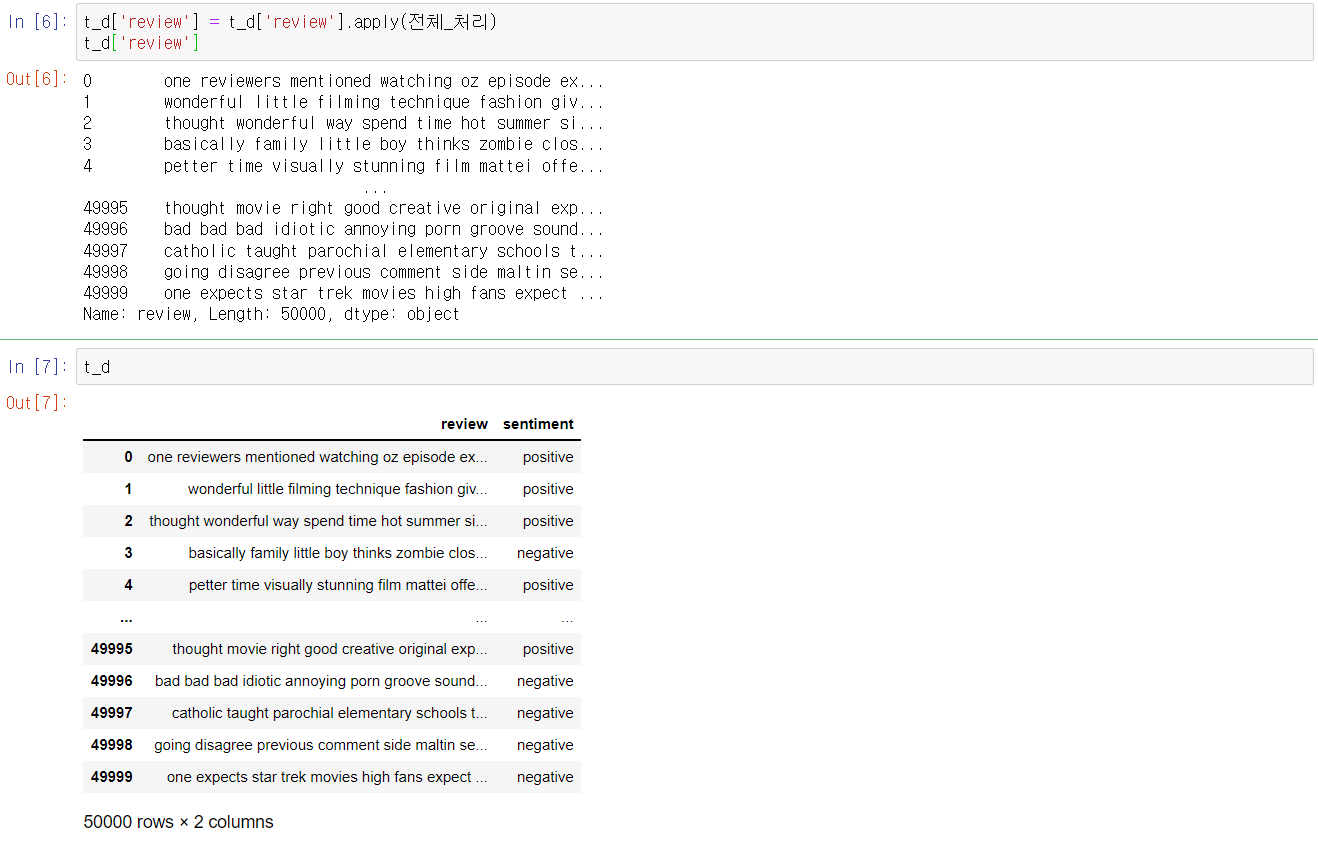 In [6]: t_d['review'] = t_d['review'].apply(전체_처리)
t_d['review']
Out[6]: 0 one reviewers mentioned watching oz episode ex...
1 wonderful little filming technique fashion giv...
2 thought wonderful way spend time hot summer si...
3 basically family little boy thinks zombie clos...
4 petter time visually stunning film mattei offe...
...
49995 thought movie right good creative original exp...
49996 bad bad bad idiotic annoying porn groove sound...
49997 catholic taught parochial elementary schools t...
49998 going disagree previous comment side maltin se...
49999 one expects star trek movies high fans expect ...
Name: review, Length: 50000, dtype: object
In [7]: t_d
Out[7]:
review sentiment
0 one reviewers mentioned watching oz episode ex... positive
1 wonderful little filming technique fashion giv... positive
2 thought wonderful way spend time hot summer si... positive
3 basically family little boy thinks zombie clos... negative
4 petter time visually stunning film mattei offe... positive
... ... ...
49995 thought movie right good creative original exp... positive
49996 bad bad bad idiotic annoying porn groove sound... negative
49997 catholic taught parochial elementary schools t... negative
49998 going disagree previous comment side maltin se... negative
49999 one expects star trek movies high fans expect ... negative
50000 rows × 2 columns